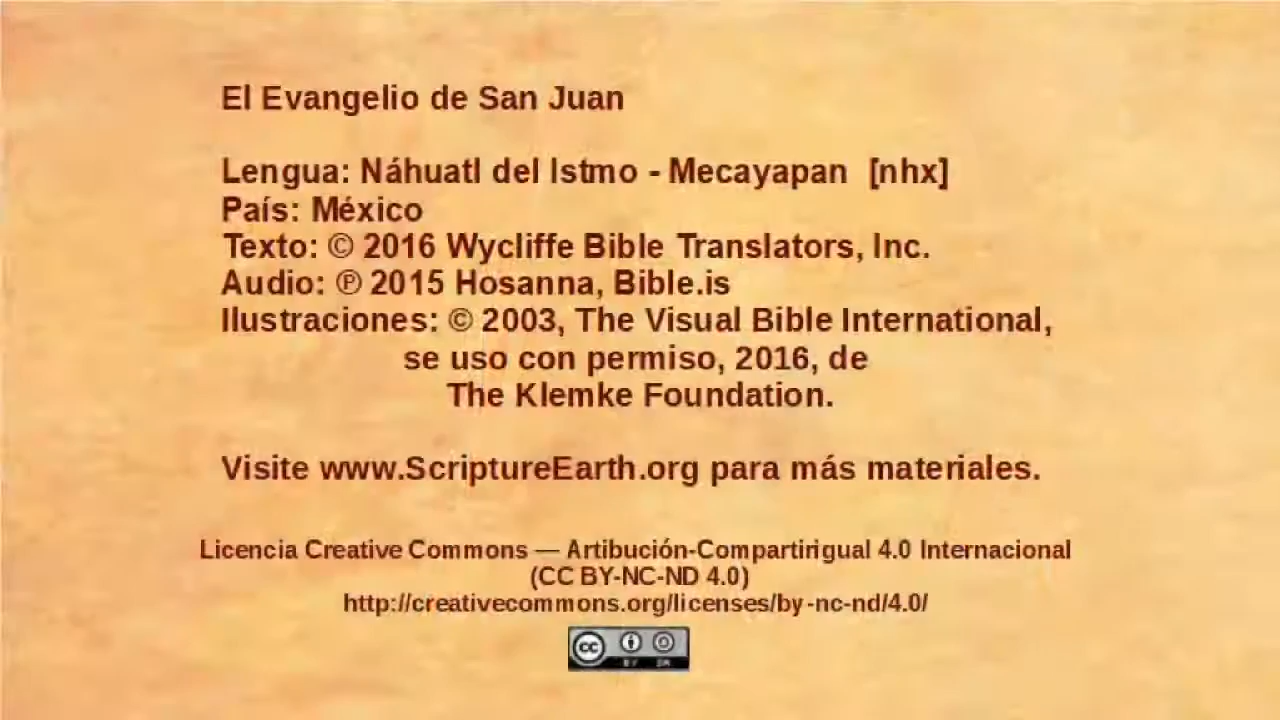 El Evangelio de San Juan
Lengua: Náhuatl del Istmo - Mecayapan [nhx]
País: México
Texto: © 2016 Wycliffe Bible Translators, Inc.
Audio: ℗ 2015 Hosanna, Bible.is
Ilustraciones: © 2003, The Visual Bible International,
se uso con permiso, 2016, de
The Klemke Foundation.
Visite www.ScriptureEarth.org para más materiales.
Licencia Creative Commons — Artibución-Compartirigual 4.0 Internacional
(CC BY-NC-ND 4.0)
http://creativecommons.org/licenses/by-nc-nd/4.0/
cc BY SA